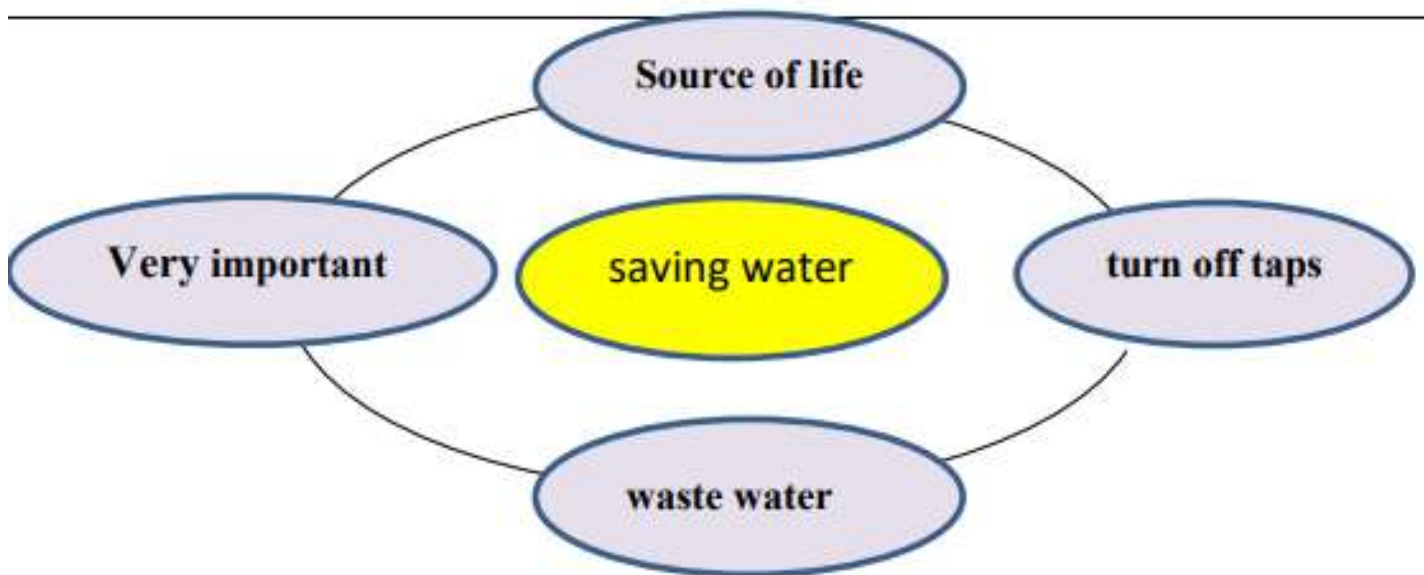 Source of life
Very important
saving water
turn off taps
waste water